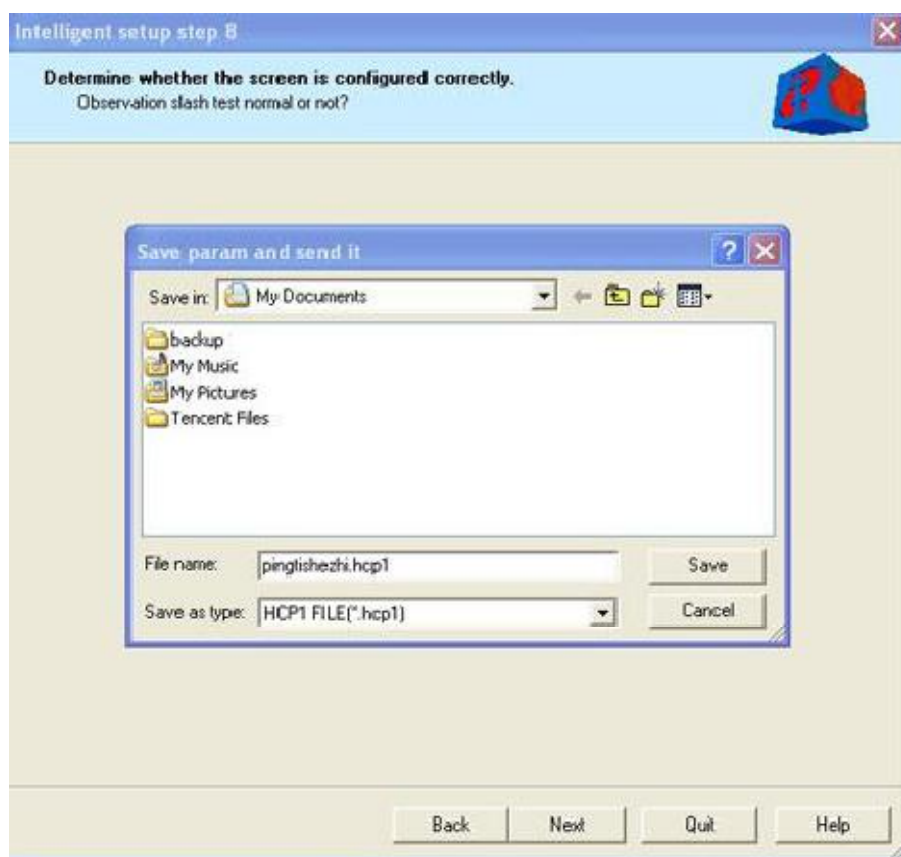 Intelligent setup step 8
Determine whether the screen is configured correctly.
Observation slash test normal or not?
Save param and send it
Save in: My Documents
backup
My Music
My Pictures
Tencent Files
File name: pingtishezhi.hcp1 Save
Save as type: HCP1 FILE(*.hcp1) Cancel
Back Next Quit Help